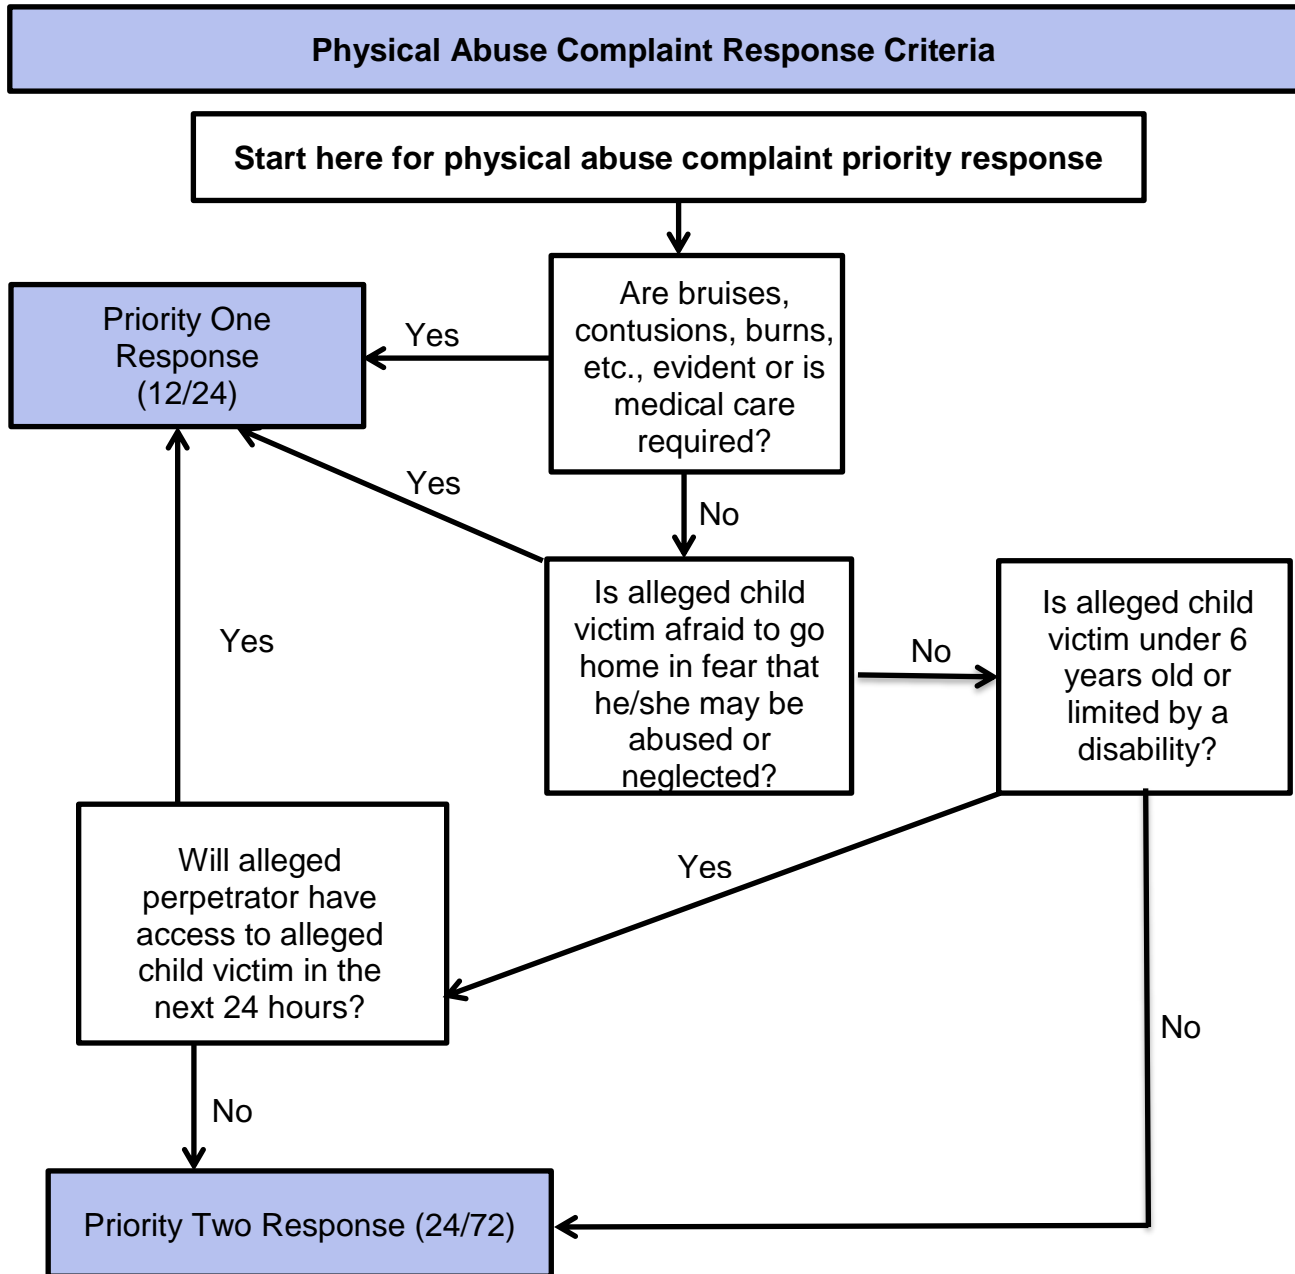 Physical Abuse Complaint Response Criteria
Start here for physical abuse complaint priority response
Are bruises,
contusions, burns,
etc., evident or is
medical care
required?
Yes
Priority One
Response
(12/24)
No
Yes
Is alleged child
victim afraid to go
home in fear that
he/she may be
abused or
neglected?
No
Is alleged child
victim under 6
years old or
limited by a
disability?
Yes
Yes
Will alleged
perpetrator have
access to alleged
child victim in the
next 24 hours?
No
No
Priority Two Response (24/72)